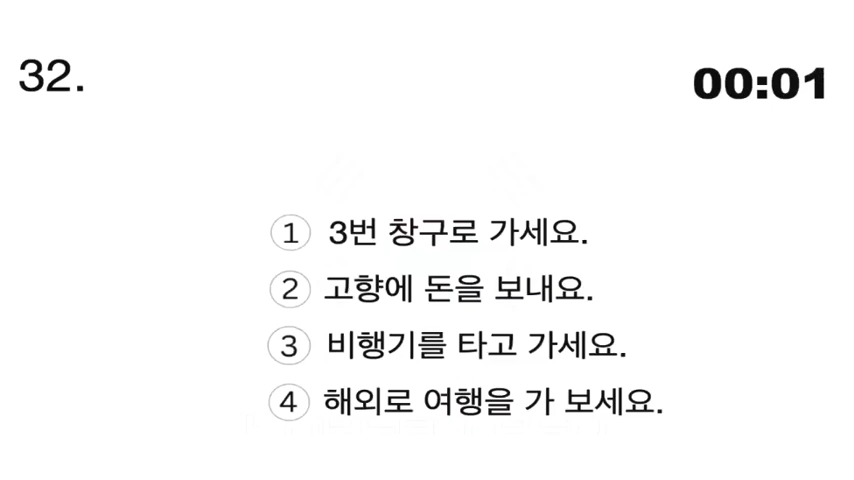 32.
00:01
① 3번 창구로 가세요.
② 고향에 돈을 보내요.
③ 비행기를 타고 가세요.
④ 해외로 여행을 가 보세요.